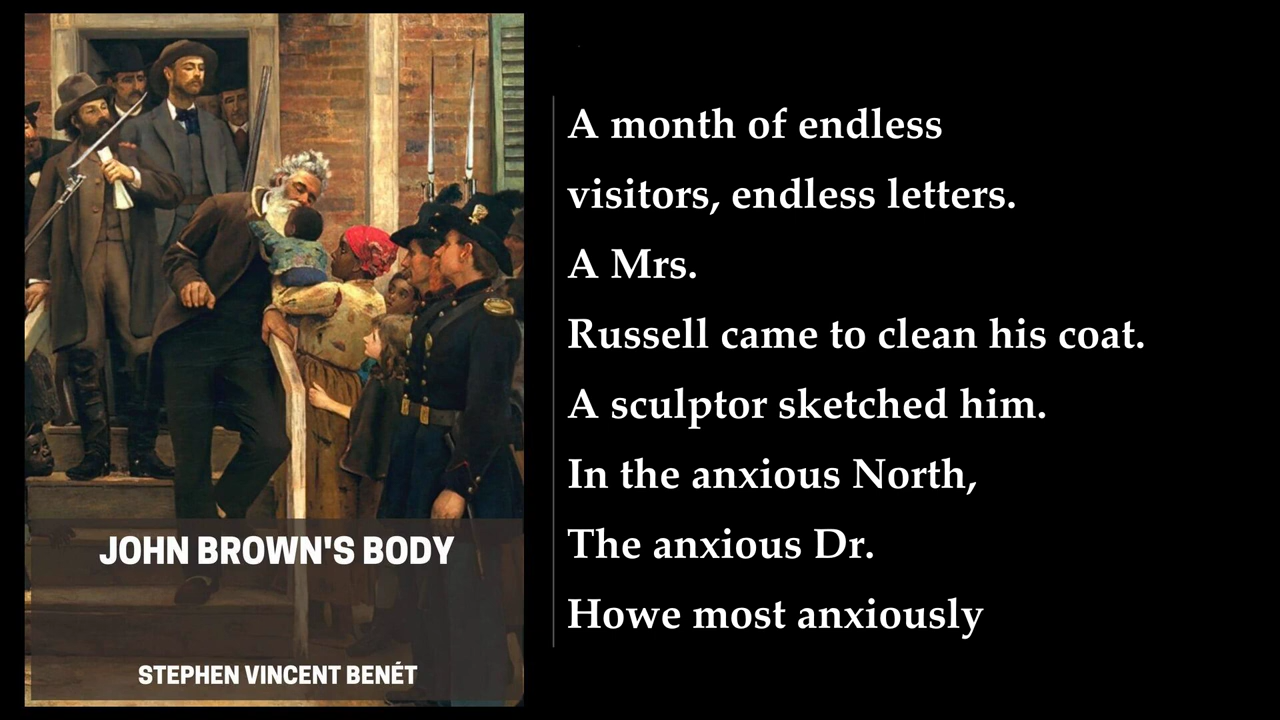 JOHN BROWN'S BODY
STEPHEN VINCENT BENÉT
A month of endless
visitors, endless letters.
A Mrs.
Russell came to clean his coat.
A sculptor sketched him.
In the anxious North,
The anxious Dr.
Howe most anxiously